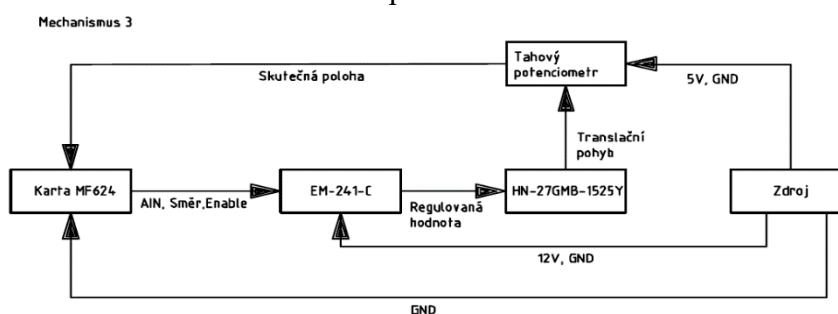 Mechanismus 3
Tahový
potenciometr
Skutečná poloha
5V, GND
Translační
pohyb
Karta MF624
AIN, Směr,Enable
EM-241-C
Regulovaná
hodnota
HN-27GMB-1525Y
Zdroj
12V, GND
GND